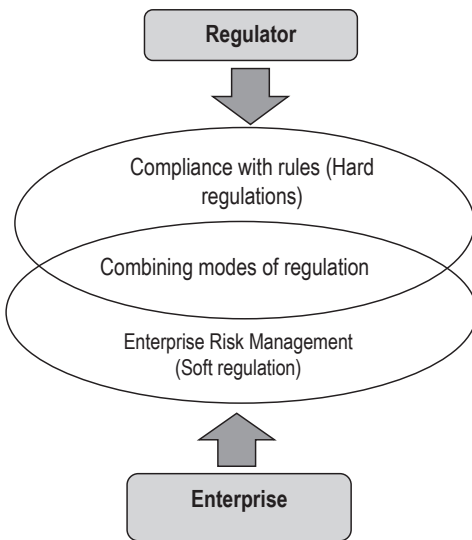 Regulator
Compliance with rules (Hard
regulations)
Combining modes of regulation
Enterprise Risk Management
(Soft regulation)
Enterprise